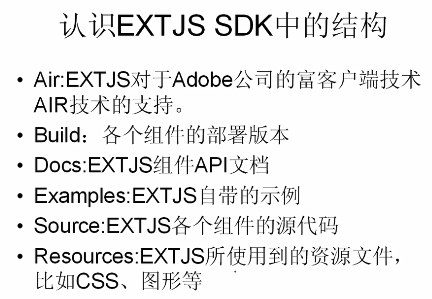 认识EXTJS SDK中的结构
• Air:EXTJS对于Adobe公司的富客户端技术
AIR技术的支持。
• Build：各个组件的部署版本
• Docs:EXTJS组件API文档
• Examples:EXTJS自带的示例
• Source:EXTJS各个组件的源代码
• Resources:EXTJS所使用到的资源文件，
比如CSS、图形等